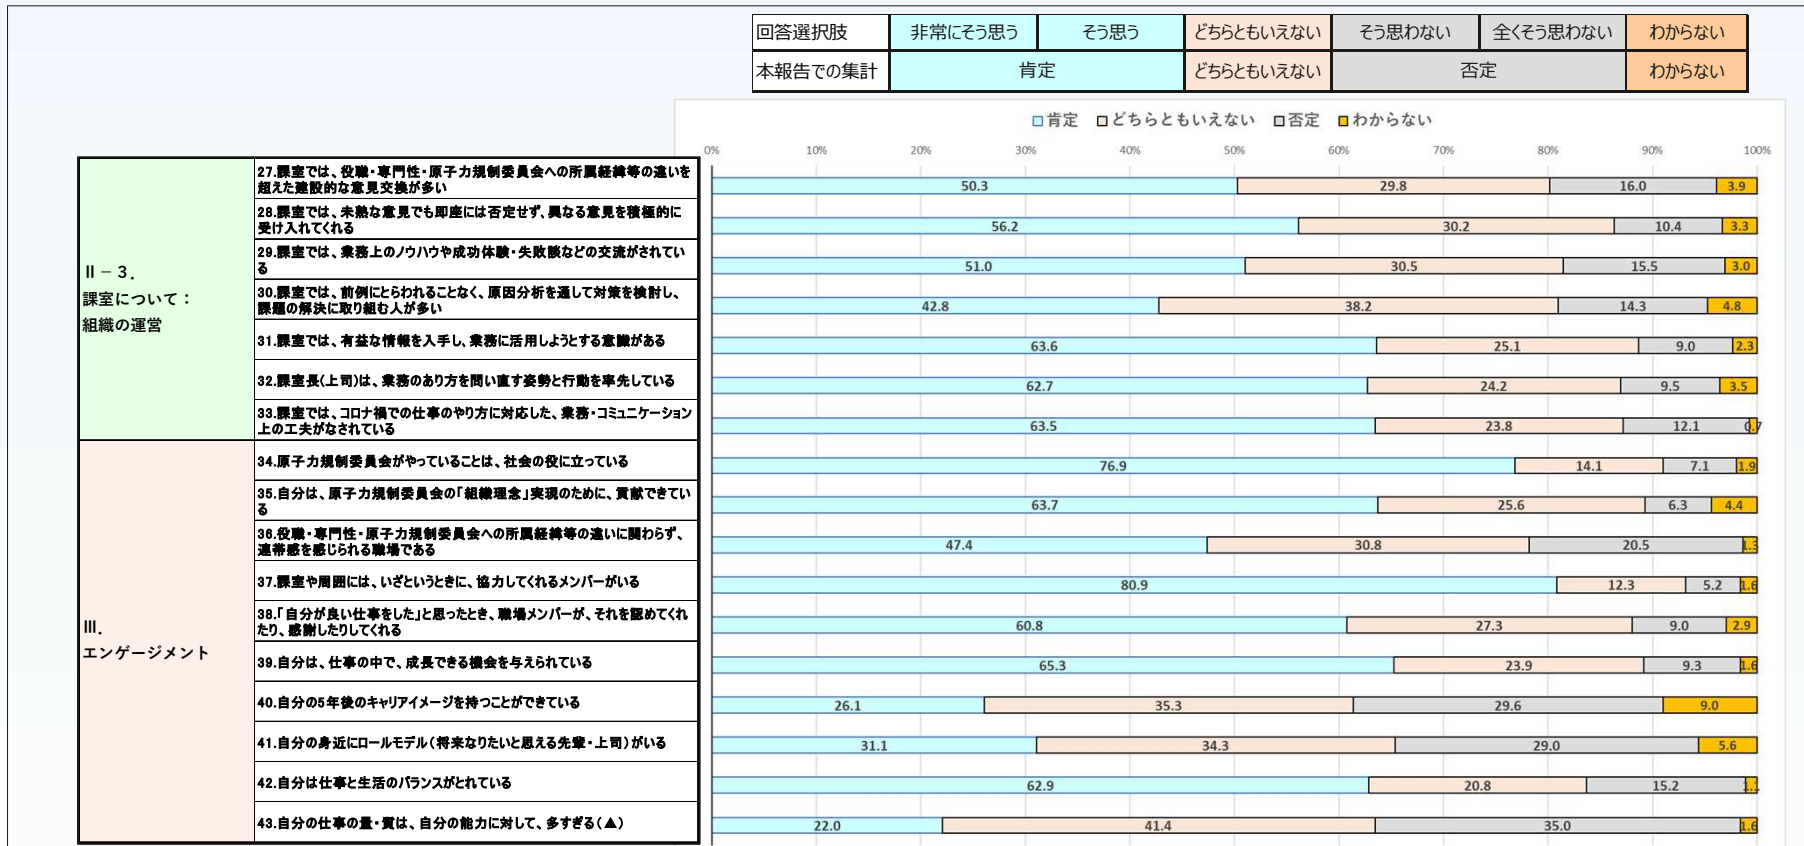 回答選択肢 非常にそう思う そう思う どちらともいえない そう思わない 全くそう思わない わからない
本報告での集計 肯定 どちらともいえない 否定 わからない
肯定 どちらともいえない 否定 わからない
0% 10% 20% 30% 40% 50% 60% 70% 80% 90% 100%
Ⅱ－３．
課室について：
組織の運営
27.課室では、役職・専門性・原子力規制委員会への所属経緯等の違いを
超えた建設的な意見交換が多い
50.3 29.8 16.0 3.9
28.課室では、未熟な意見でも即座には否定せず、異なる意見を積極的に
受け入れてくれる
56.2 30.2 10.4 3.3
29.課室では、業務上のノウハウや成功体験・失敗談などの交流がされてい
る
51.0 30.5 15.5 3.0
30.課室では、前例にとらわれることなく、原因分析を通して対策を検討し、
課題の解決に取り組む人が多い
42.8 38.2 14.3 4.8
31.課室では、有益な情報を入手し、業務に活用しようとする意識がある
63.6 25.1 9.0 2.3
32.課室長(上司)は、業務のあり方を問い直す姿勢と行動を率先している
62.7 24.2 9.5 3.5
33.課室では、コロナ禍での仕事のやり方に対応した、業務・コミュニケーション
上の工夫がなされている
63.5 23.8 12.1 0.7
Ⅲ．
エンゲージメント
34.原子力規制委員会がやっていることは、社会の役に立っている
76.9 14.1 7.1 1.9
35.自分は、原子力規制委員会の「組織理念」実現のために、貢献できてい
る
63.7 25.6 6.3 4.4
36.役職・専門性・原子力規制委員会への所属経緯等の違いに関わらず、
連帯感を感じられる職場である
47.4 30.8 20.5 1.3
37.課室や周囲には、いざというときに、協力してくれるメンバーがいる
80.9 12.3 5.2 1.6
38.「自分が良い仕事をした」と思ったとき、職場メンバーが、それを認めてくれ
たり、感謝したりしてくれる
60.8 27.3 9.0 2.9
39.自分は、仕事の中で、成長できる機会を与えられている
65.3 23.9 9.3 1.6
40.自分の5年後のキャリアイメージを持つことができている
26.1 35.3 29.6 9.0
41.自分の身近にロールモデル（将来なりたいと思える先輩・上司）がいる
31.1 34.3 29.0 5.6
42.自分は仕事と生活のバランスがとれている
62.9 20.8 15.2 1.1
43.自分の仕事の量・質は、自分の能力に対して、多すぎる（▲）
22.0 41.4 35.0 1.6